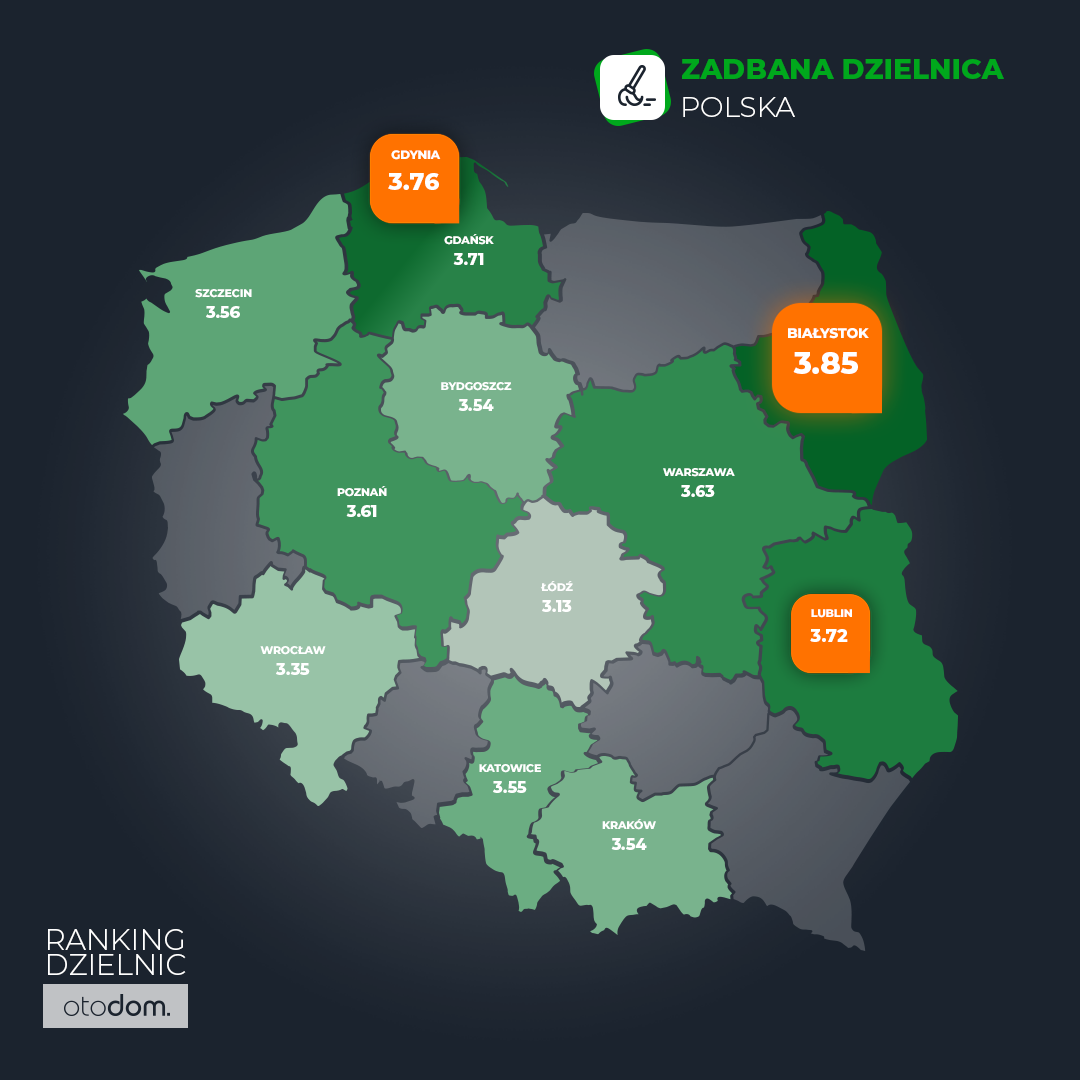 ZADBANA DZIELNICA
POLSKA
GDYNIA
3.76
GDAŃSK
3.71
SZCZECIN
3.56
BIAŁYSTOK
3.85
BYDGOSZCZ
3.54
WARSZAWA
3.63
POZNAŃ
3.61
ŁÓDŹ
3.13
LUBLIN
3.72
WROCŁAW
3.35
KATOWICE
3.55
KRAKÓW
3.54
RANKING
DZIELNIC
otodom.